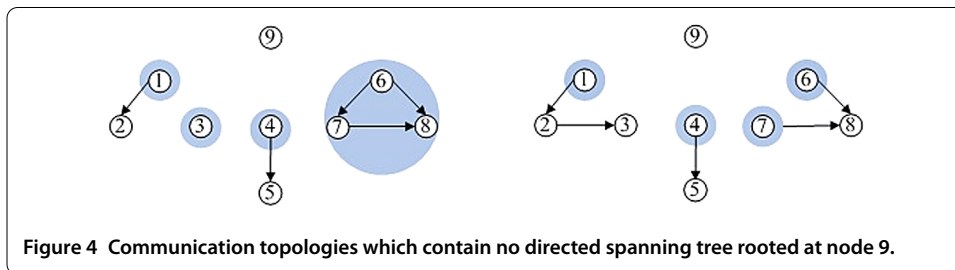 9 9
1 6 1 6
2 3 4 7 8 2 3 4 7 8
5 5
Figure 4 Communication topologies which contain no directed spanning tree rooted at node 9.